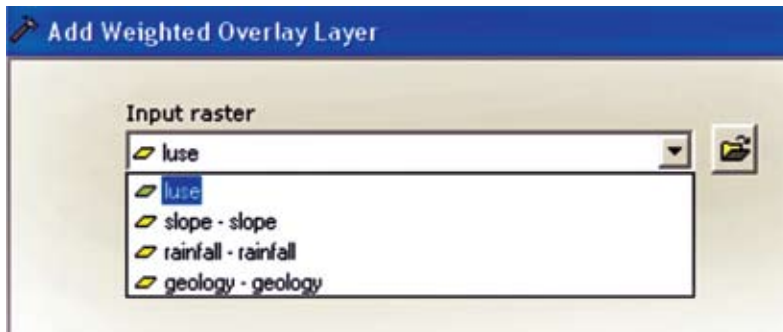 Add Weighted Overlay Layer
Input raster
luse
luse
slope - slope
rainfall - rainfall
geology - geology